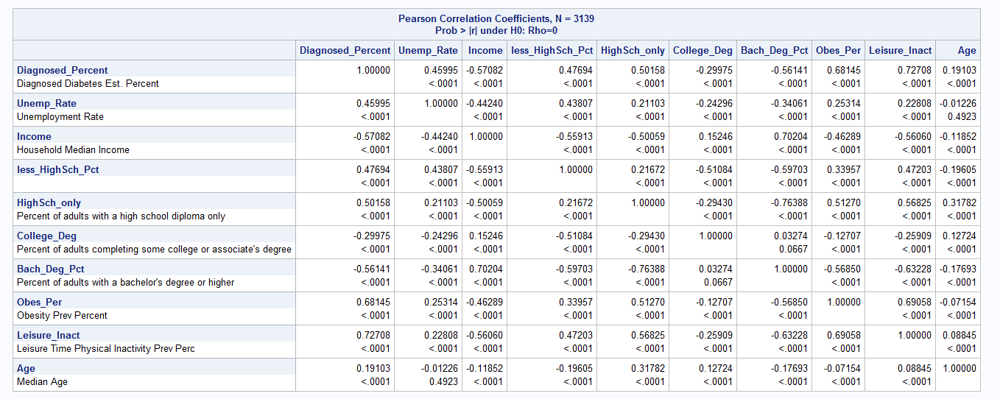 Pearson Correlation Coefficients, N = 3139
Prob > |r| under H0: Rho=0
Diagnosed_Percent Unemp_Rate Income less_HighSch_Pct HighSch_only College_Deg Bach_Deg_Pct Obes_Per Leisure_Inact Age
Diagnosed_Percent 1.00000 0.45995 -0.57082 0.47694 0.50158 -0.29975 -0.56141 0.68145 0.72708 0.19103
Diagnosed Diabetes Est. Percent <.0001 <.0001 <.0001 <.0001 <.0001 <.0001 <.0001 <.0001 <.0001
Unemp_Rate 0.45995 1.00000 -0.44240 0.43807 0.21103 -0.24296 -0.34061 0.25314 0.22808 -0.01226
Unemployment Rate <.0001 <.0001 <.0001 <.0001 <.0001 <.0001 <.0001 <.0001 0.4923
Income -0.57082 -0.44240 1.00000 -0.55913 -0.50059 0.15246 0.70204 -0.46289 -0.56060 -0.11852
Household Median Income <.0001 <.0001 <.0001 <.0001 <.0001 <.0001 <.0001 <.0001 <.0001
less_HighSch_Pct 0.47694 0.43807 -0.55913 1.00000 0.21672 -0.51084 -0.59703 0.33957 0.47203 -0.19605
<.0001 <.0001 <.0001 <.0001 <.0001 <.0001 <.0001 <.0001 <.0001
HighSch_only 0.50158 0.21103 -0.50059 0.21672 1.00000 -0.29430 -0.76388 0.51270 0.56825 0.31782
Percent of adults with a high school diploma only <.0001 <.0001 <.0001 <.0001 <.0001 <.0001 <.0001 <.0001 <.0001
College_Deg -0.29975 -0.24296 0.15246 -0.51084 -0.29430 1.00000 0.03274 -0.12707 -0.25909 0.12724
Percent of adults completing some college or associate's degree <.0001 <.0001 <.0001 <.0001 <.0001 0.0667 <.0001 <.0001 <.0001
Bach_Deg_Pct -0.56141 -0.34061 0.70204 -0.59703 -0.76388 0.03274 1.00000 -0.56850 -0.63228 -0.17693
Percent of adults with a bachelor's degree or higher <.0001 <.0001 <.0001 <.0001 <.0001 0.0667 <.0001 <.0001 <.0001
Obes_Per 0.68145 0.25314 -0.46289 0.33957 0.51270 -0.12707 -0.56850 1.00000 0.69058 -0.07154
Obesity Prev Percent <.0001 <.0001 <.0001 <.0001 <.0001 <.0001 <.0001 <.0001 <.0001
Leisure_Inact 0.72708 0.22808 -0.56060 0.47203 0.56825 -0.25909 -0.63228 0.69058 1.00000 0.08845
Leisure Time Physical Inactivity Prev Perc <.0001 <.0001 <.0001 <.0001 <.0001 <.0001 <.0001 <.0001 <.0001
Age 0.19103 -0.01226 -0.11852 -0.19605 0.31782 0.12724 -0.17693 -0.07154 0.08845 1.00000
Median Age <.0001 0.4923 <.0001 <.0001 <.0001 <.0001 <.0001 <.0001 <.0001